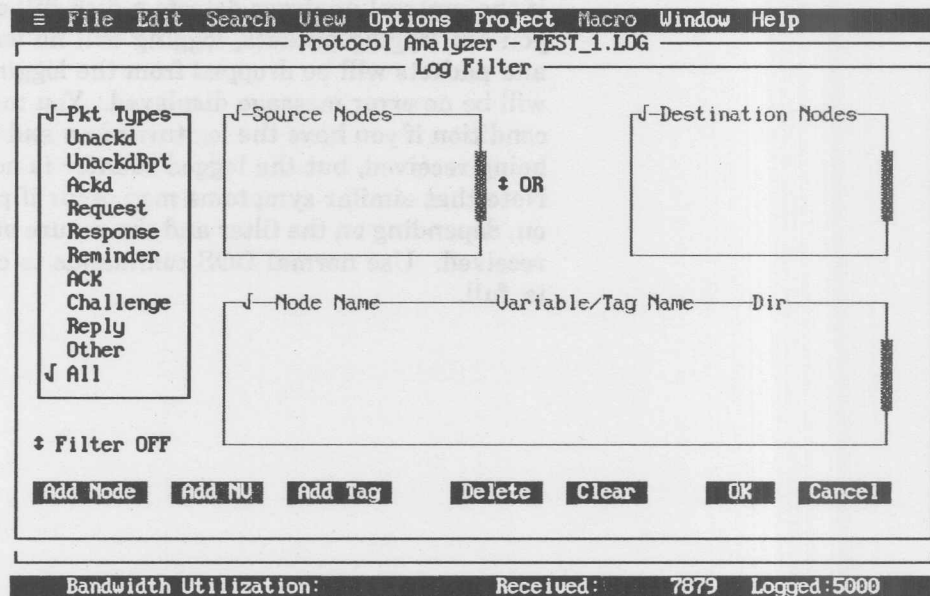 ≡ File Edit Search View Options Project Macro Window Help
Protocol Analyzer - TEST_1.LOG
Log Filter
√-Pkt Types
Unackd
UnackdRpt
Ackd
Request
Response
Reminder
ACK
Challenge
Reply
Other
√ All
√-Source Nodes
↕ OR
√-Destination Nodes
√ Node Name Variable/Tag Name Dir
↕ Filter OFF
Add Node Add NV Add Tag Delete Clear OK Cancel
Bandwidth Utilization: Received: 7879 Logged:5000